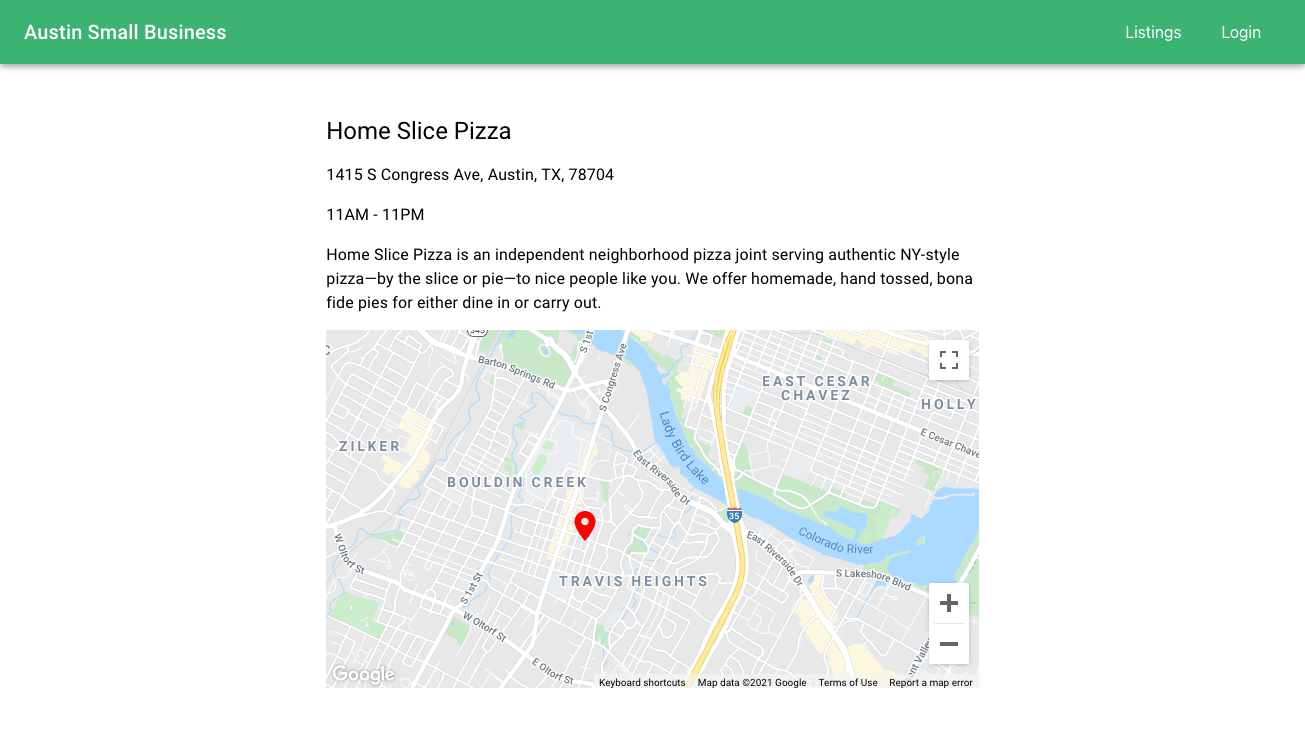 Austin Small Business
Listings
Login
Home Slice Pizza
1415 S Congress Ave, Austin, TX, 78704
11AM - 11PM
Home Slice Pizza is an independent neighborhood pizza joint serving authentic NY-style
pizza—by the slice or pie—to nice people like you. We offer homemade, hand tossed, bona
fide pies for either dine in or carry out.
343
S 1st
Barton Springs Rd
S Congress Ave
EAST CESAR
CHAVEZ
HOLLY
E Cesar Chave
Lady Bird Lake
ZILKER
BOULDIN CREEK
East Riverside Dr
35
Colorado River
East Riverside Dr
W Oltorf St
S Lakeshore Blvd
TRAVIS HEIGHTS
S 1st St
W Oltorf St
E Oltorf St
Google
Keyboard shortcuts
Map data ©2021 Google
Terms of Use
Report a map error